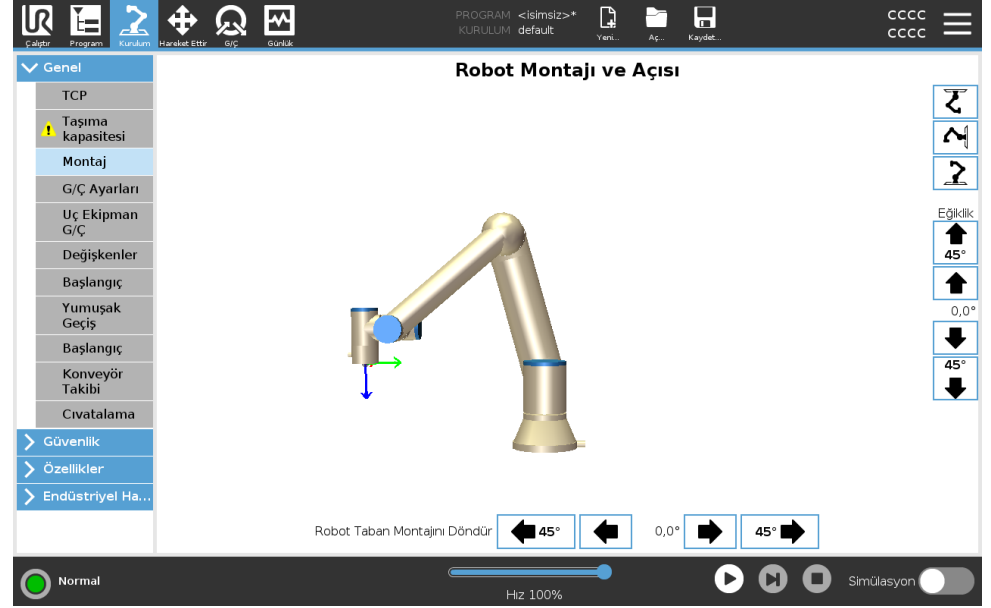 PROGRAM <isimsiz>*
KURULUM default
cccc
cccc
Çalıştır Program Kurulum Hareket Ettir G/Ç Günlük Yeni... Aç... Kaydet...
Genel
TCP
Taşıma
kapasitesi
Montaj
G/Ç Ayarları
Uç Ekipman
G/Ç
Değişkenler
Başlangıç
Yumuşak
Geçiş
Başlangıç
Konveyör
Takibi
Cıvatalama
Güvenlik
Özellikler
Endüstriyel Ha...
Robot Montajı ve Açısı
Eğiklik
45°
0,0°
45°
Robot Taban Montajını Döndür 45° 0,0° 45°
Normal
Hız 100%
Simülasyon